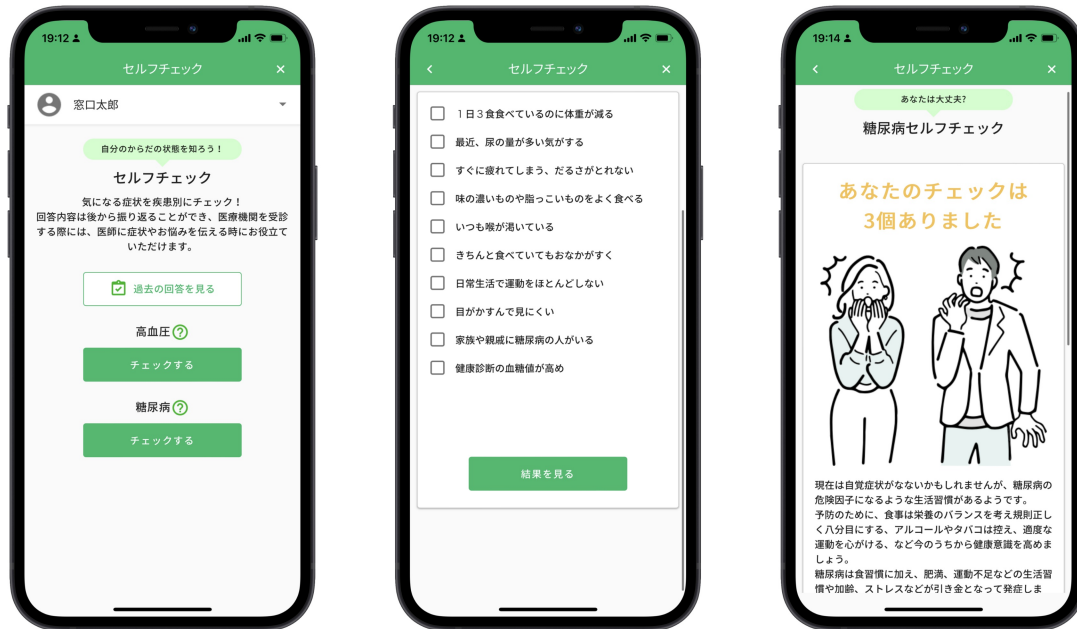 19:12
セルフチェック
×
窓口太郎
自分のからだの状態を知ろう！
セルフチェック
気になる症状を疾患別にチェック！
回答内容は後から振り返ることができ、医療機関を受診
する際には、医師に症状やお悩みを伝える時にお役立て
いただけます。
過去の回答を見る
高血圧?
チェックする
糖尿病?
チェックする
19:12
セルフチェック
×
１日３食食べているのに体重が減る
最近、尿の量が多い気がする
すぐに疲れてしまう、だるさがとれない
味の濃いものや脂っこいものをよく食べる
いつも喉が渇いている
きちんと食べていてもおなかがすく
日常生活で運動をほとんどしない
目がかすんで見にくい
家族や親戚に糖尿病の人がいる
健康診断の血糖値が高め
結果を見る
19:14
セルフチェック
×
あなたは大丈夫?
糖尿病セルフチェック
あなたのチェックは
3個ありました
現在は自覚症状がなないかもしれませんが、糖尿病の
危険因子になるような生活習慣があるようです。
予防のために、食事は栄養のバランスを考え規則正し
く八分目にする、アルコールやタバコは控え、適度な
運動を心がける、など今のうちから健康意識を高めま
しょう。
糖尿病は食習慣に加え、肥満、運動不足などの生活習
慣や加齢、ストレスなどが引き金となって発症しま